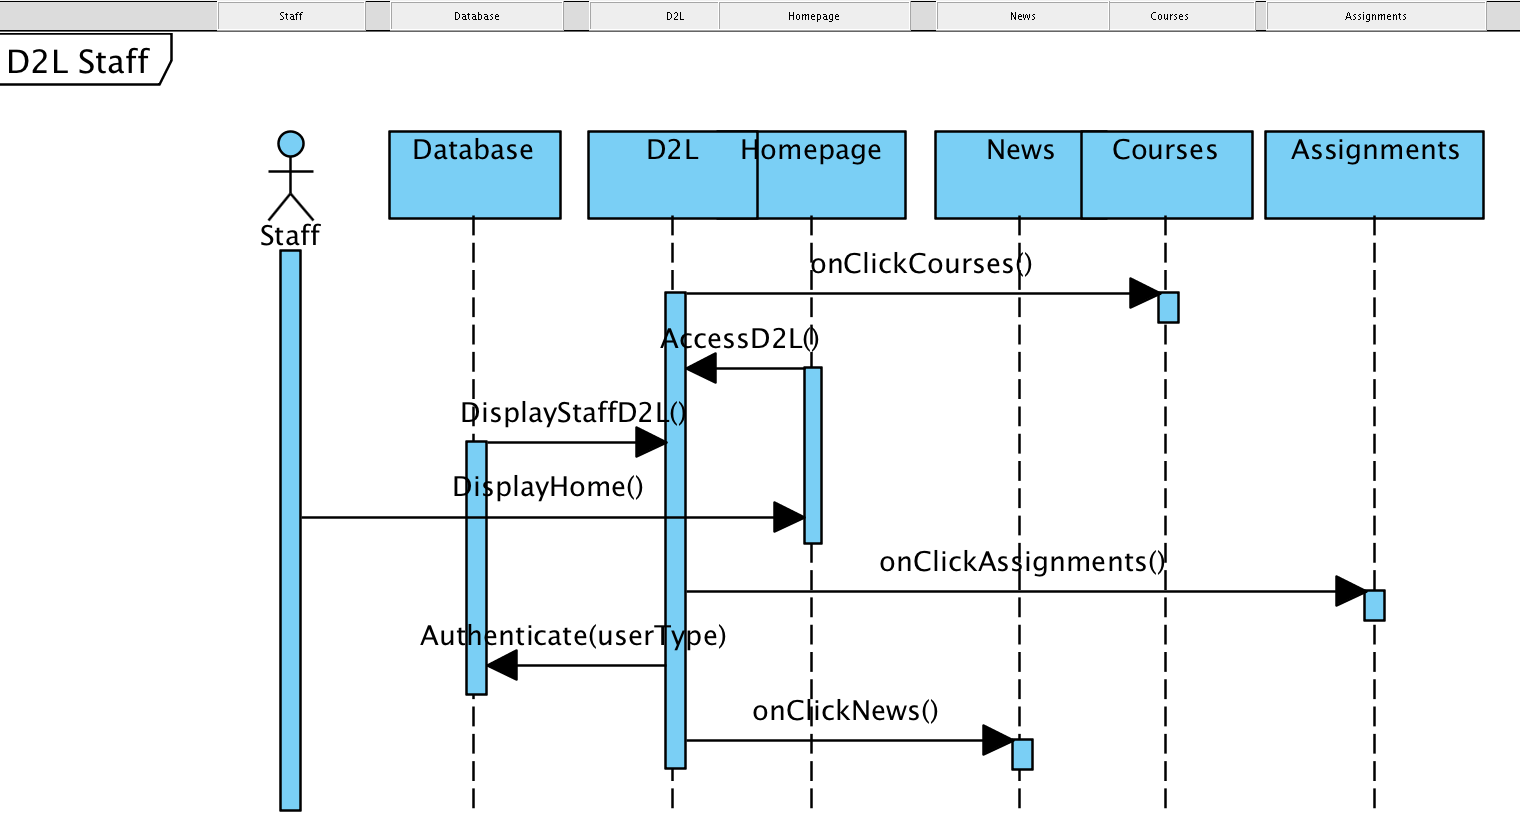 Staff Database D2L Homepage News Courses Assignments
D2L Staff
Database D2L Homepage News Courses Assignments
Staff
onClickCourses()
AccessD2L()
DisplayStaffD2L()
DisplayHome()
onClickAssignments()
Authenticate(userType)
onClickNews()